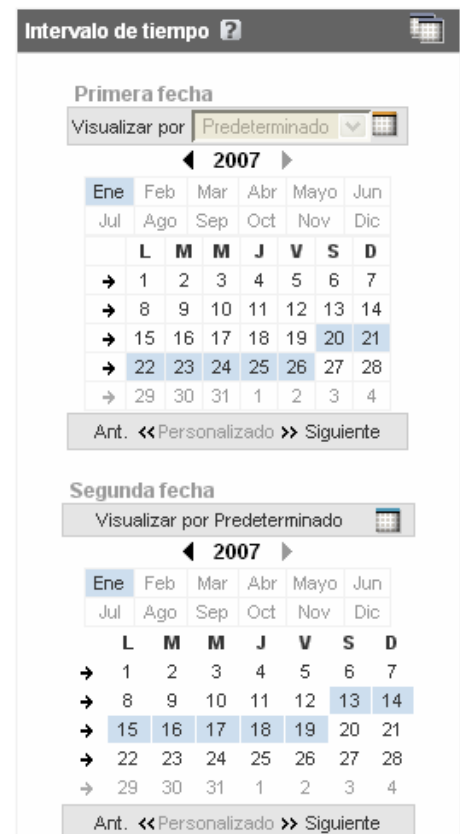 Intervalo de tiempo ?
Primera fecha
Visualizar por Predeterminado
2007
Ene Feb Mar Abr Mayo Jun
Jul Ago Sep Oct Nov Dic
L M M J V S D
1 2 3 4 5 6 7
8 9 10 11 12 13 14
15 16 17 18 19 20 21
22 23 24 25 26 27 28
29 30 31 1 2 3 4
Ant. ‹‹ Personalizado ›› Siguiente
Segunda fecha
Visualizar por Predeterminado
2007
Ene Feb Mar Abr Mayo Jun
Jul Ago Sep Oct Nov Dic
L M M J V S D
1 2 3 4 5 6 7
8 9 10 11 12 13 14
15 16 17 18 19 20 21
22 23 24 25 26 27 28
29 30 31 1 2 3 4
Ant. ‹‹ Personalizado ›› Siguiente